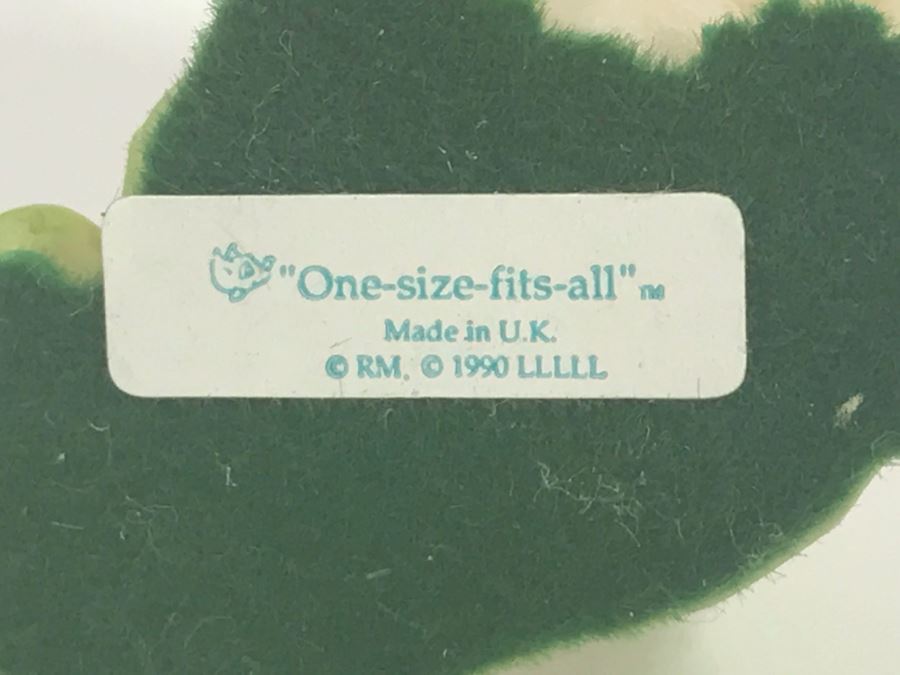 "One-size-fits-all"™
Made in U.K.
© RM. © 1990 LLLLL